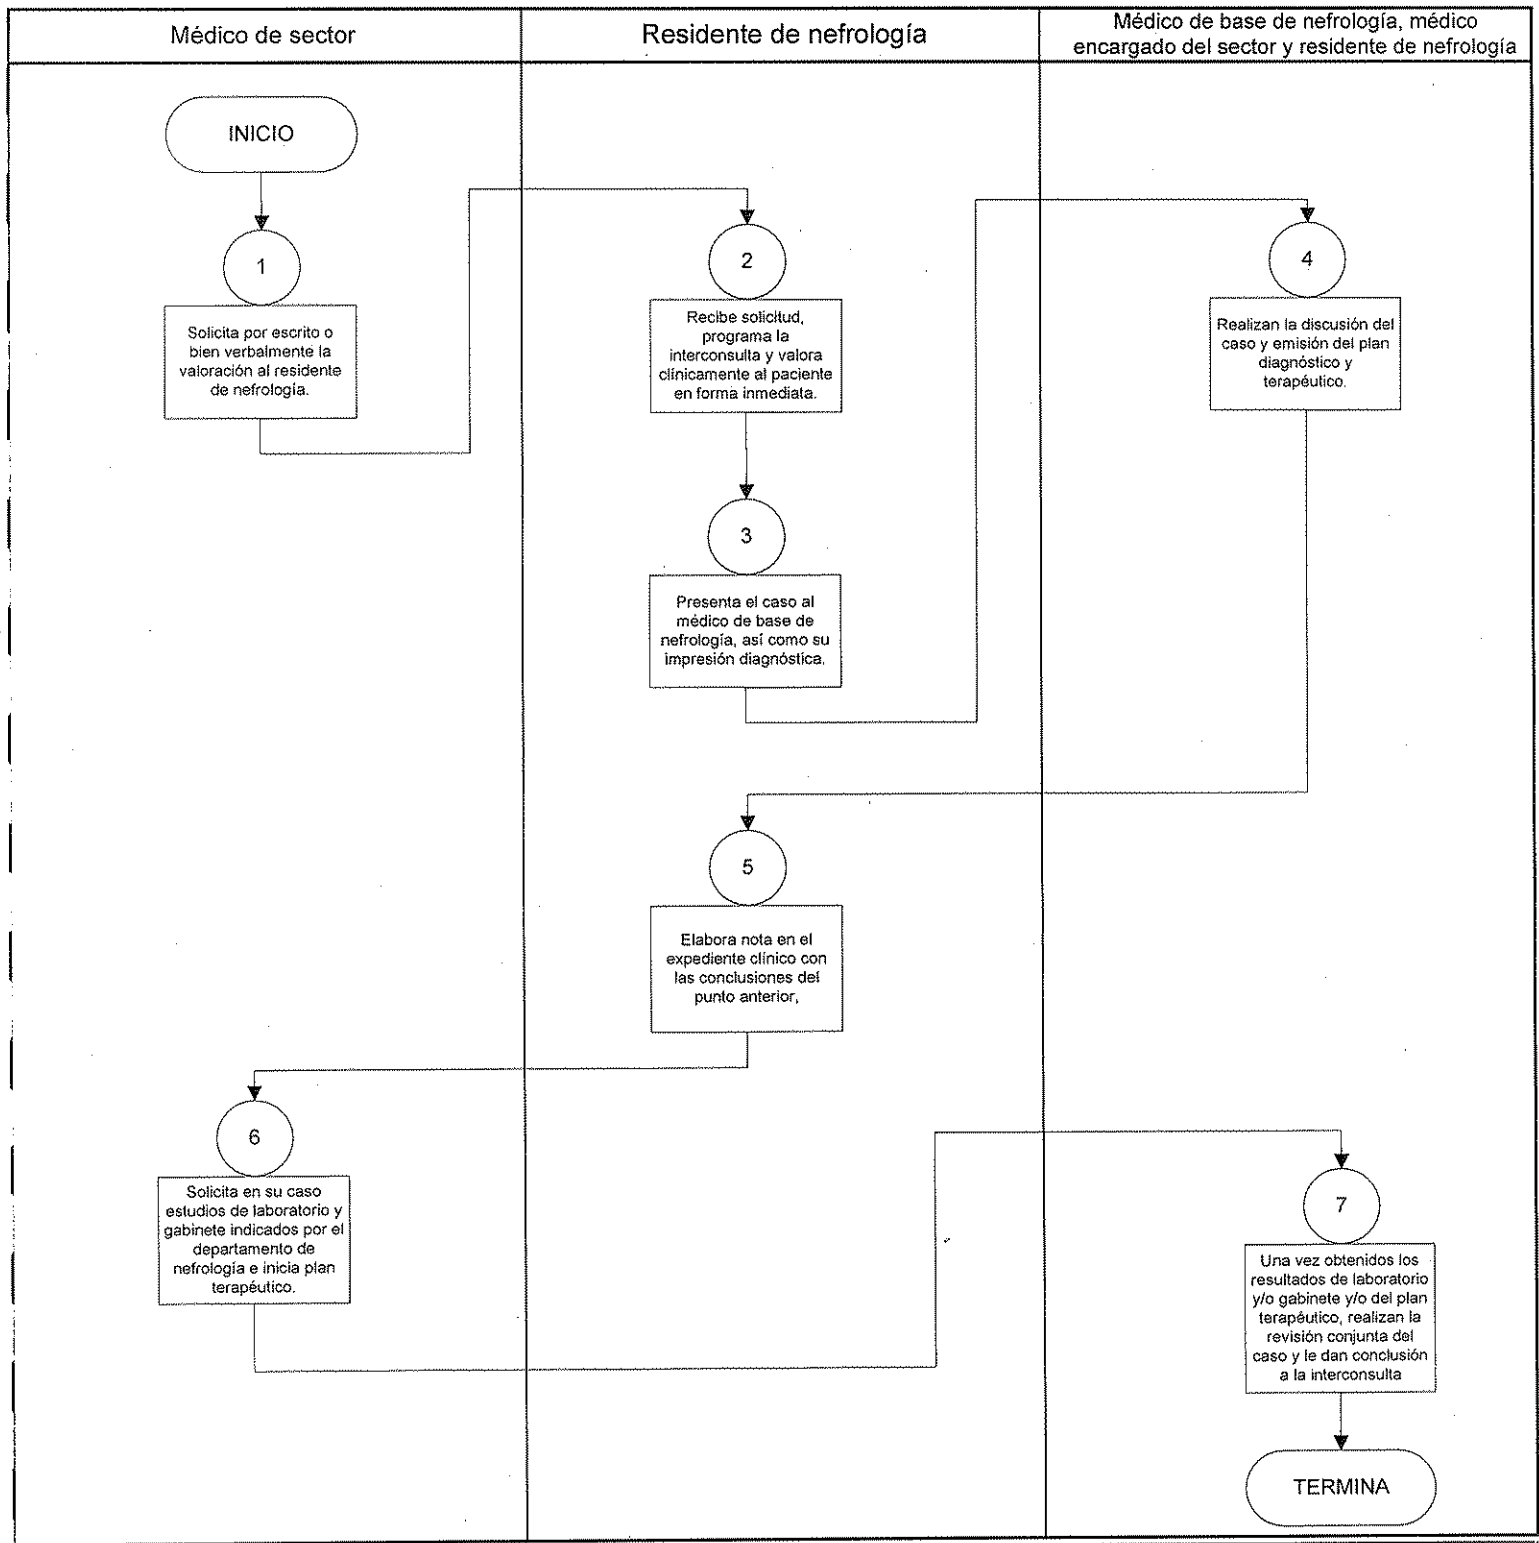 Médico de sector
Residente de nefrología
Médico de base de nefrología, médico
encargado del sector y residente de nefrología
INICIO
1
Solicita por escrito o
bien verbalmente la
valoración al residente
de nefrología.
2
Recibe solicitud,
programa la
interconsulta y valora
clínicamente al paciente
en forma inmediata.
3
Presenta el caso al
médico de base de
nefrología, así como su
impresión diagnóstica.
4
Realizan la discusión del
caso y emisión del plan
diagnóstico y
terapéutico.
5
Elabora nota en el
expediente clínico con
las conclusiones del
punto anterior,
6
Solicita en su caso
estudios de laboratorio y
gabinete indicados por el
departamento de
nefrología e inicia plan
terapéutico.
7
Una vez obtenidos los
resultados de laboratorio
y/o gabinete y/o del plan
terapéutico, realizan la
revisión conjunta del
caso y le dan conclusión
a la interconsulta
TERMINA